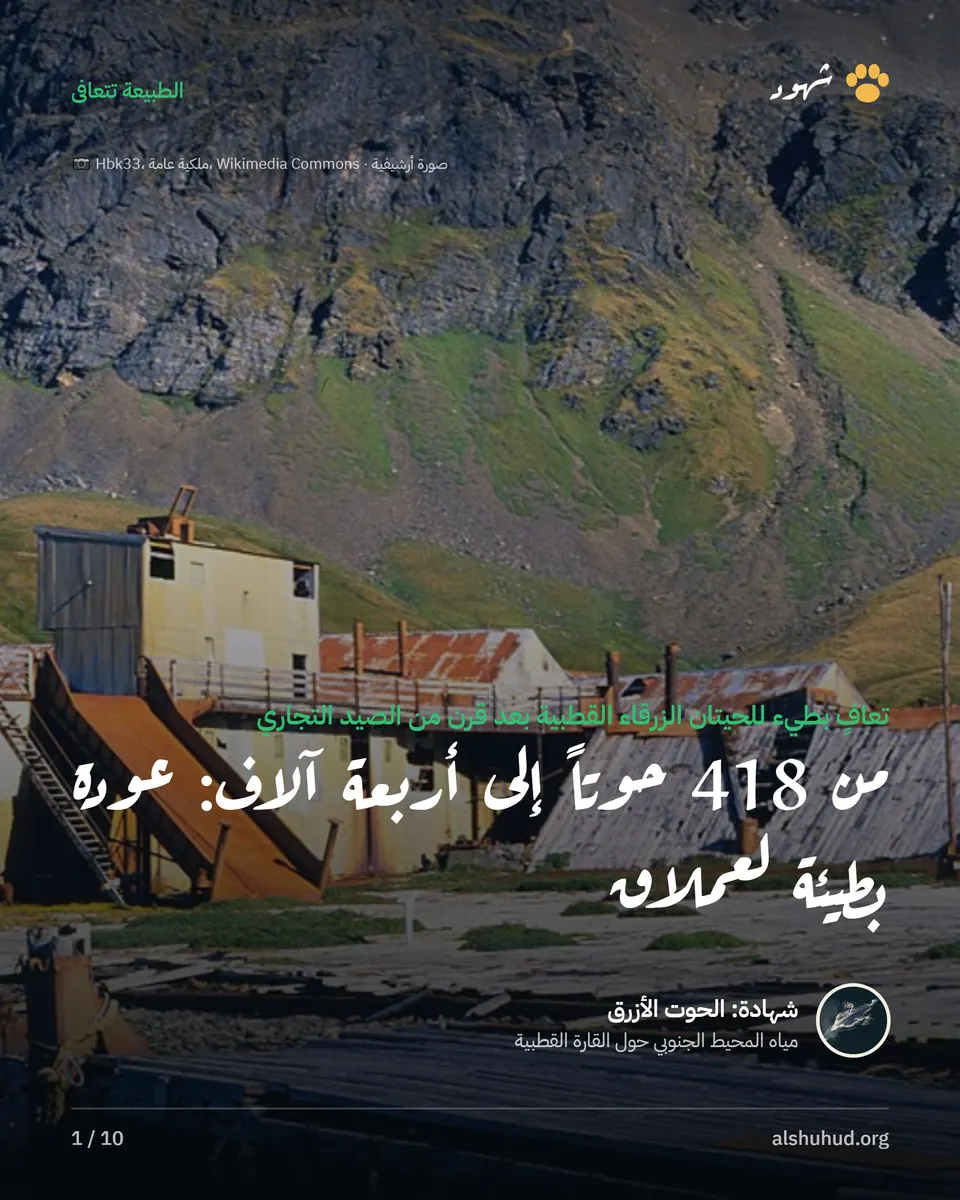 شهود
الطبيعة تتعافى
صورة أرشيفية · Hbk33، ملكية عامة، Wikimedia Commons
تعافٍ بطيء للحيتان الزرقاء القطبية بعد قرن من الصيد التجاري
من 418 حوتاً إلى أربعة آلاف: عودة
بطيئة لعملاق
شهادة: الحوت الأزرق
مياه المحيط الجنوبي حول القارة القطبية
1 / 10
alshuhud.org